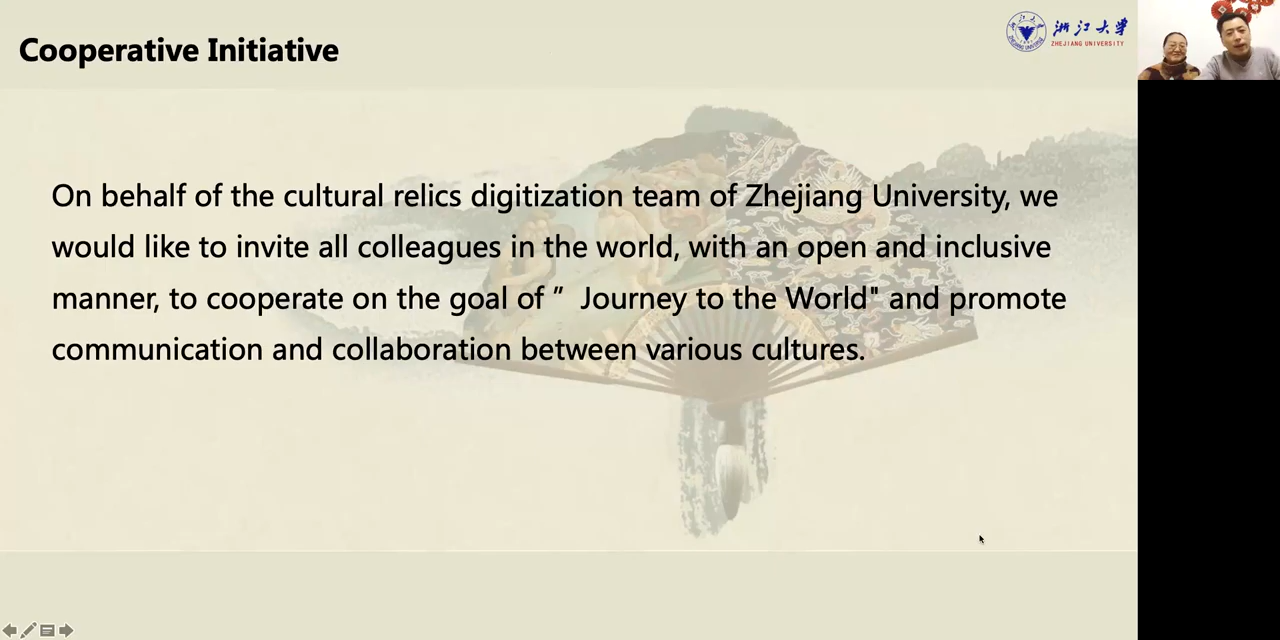 Cooperative Initiative
浙江大学
ZHEJIANG UNIVERSITY
On behalf of the cultural relics digitization team of Zhejiang University, we
would like to invite all colleagues in the world, with an open and inclusive
manner, to cooperate on the goal of ” Journey to the World" and promote
communication and collaboration between various cultures.